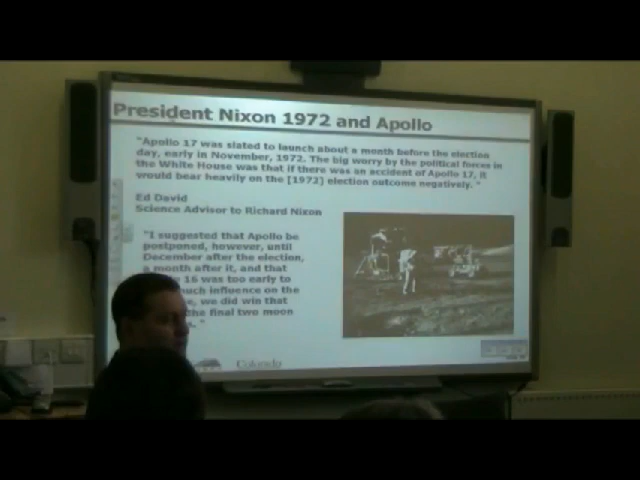 President Nixon 1972 and Apollo
"Apollo 17 was slated to launch about a month before the election
day, early in November, 1972. The big worry by the political forces in
the White House was that if there was an accident of Apollo 17, it
would bear heavily on the [1972] election outcome negatively. "
Ed David
Science Advisor to Richard Nixon
"I suggested that Apollo be
postponed, however, until
December after the election,
a month after it, and that
was too early to
much influence on the
we did win that
the final two moon
"
Colorado